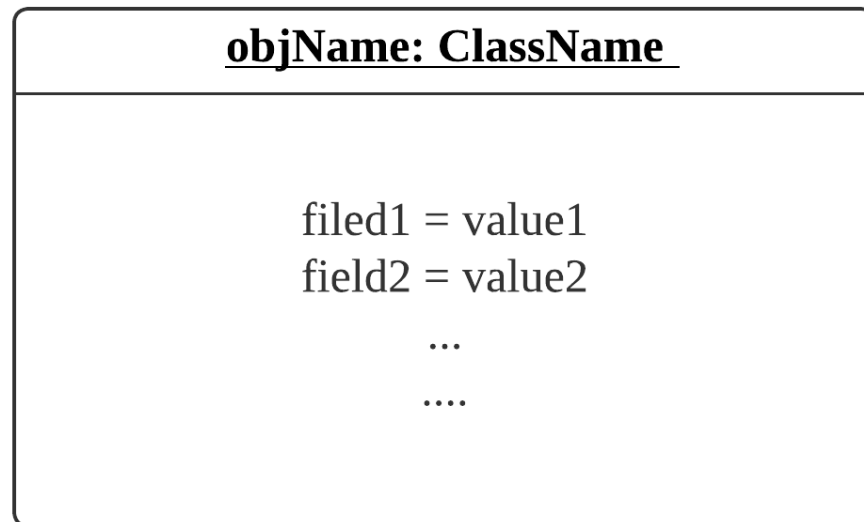 objName: ClassName
filed1 = value1
field2 = value2
...
....